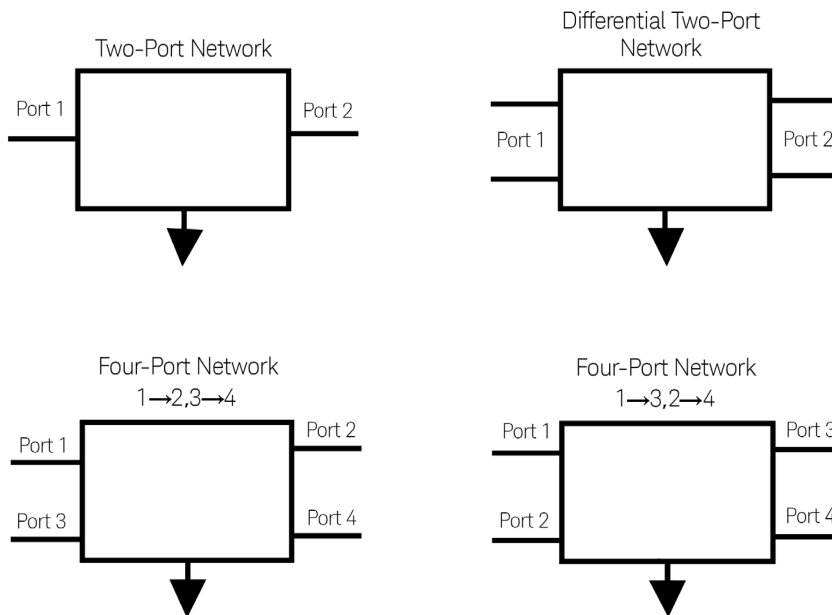 Two-Port Network
Port 1
Port 2
Differential Two-Port
Network
Port 1
Port 2
Four-Port Network
1→2,3→4
Port 1
Port 2
Port 3
Port 4
Four-Port Network
1→3,2→4
Port 1
Port 3
Port 2
Port 4